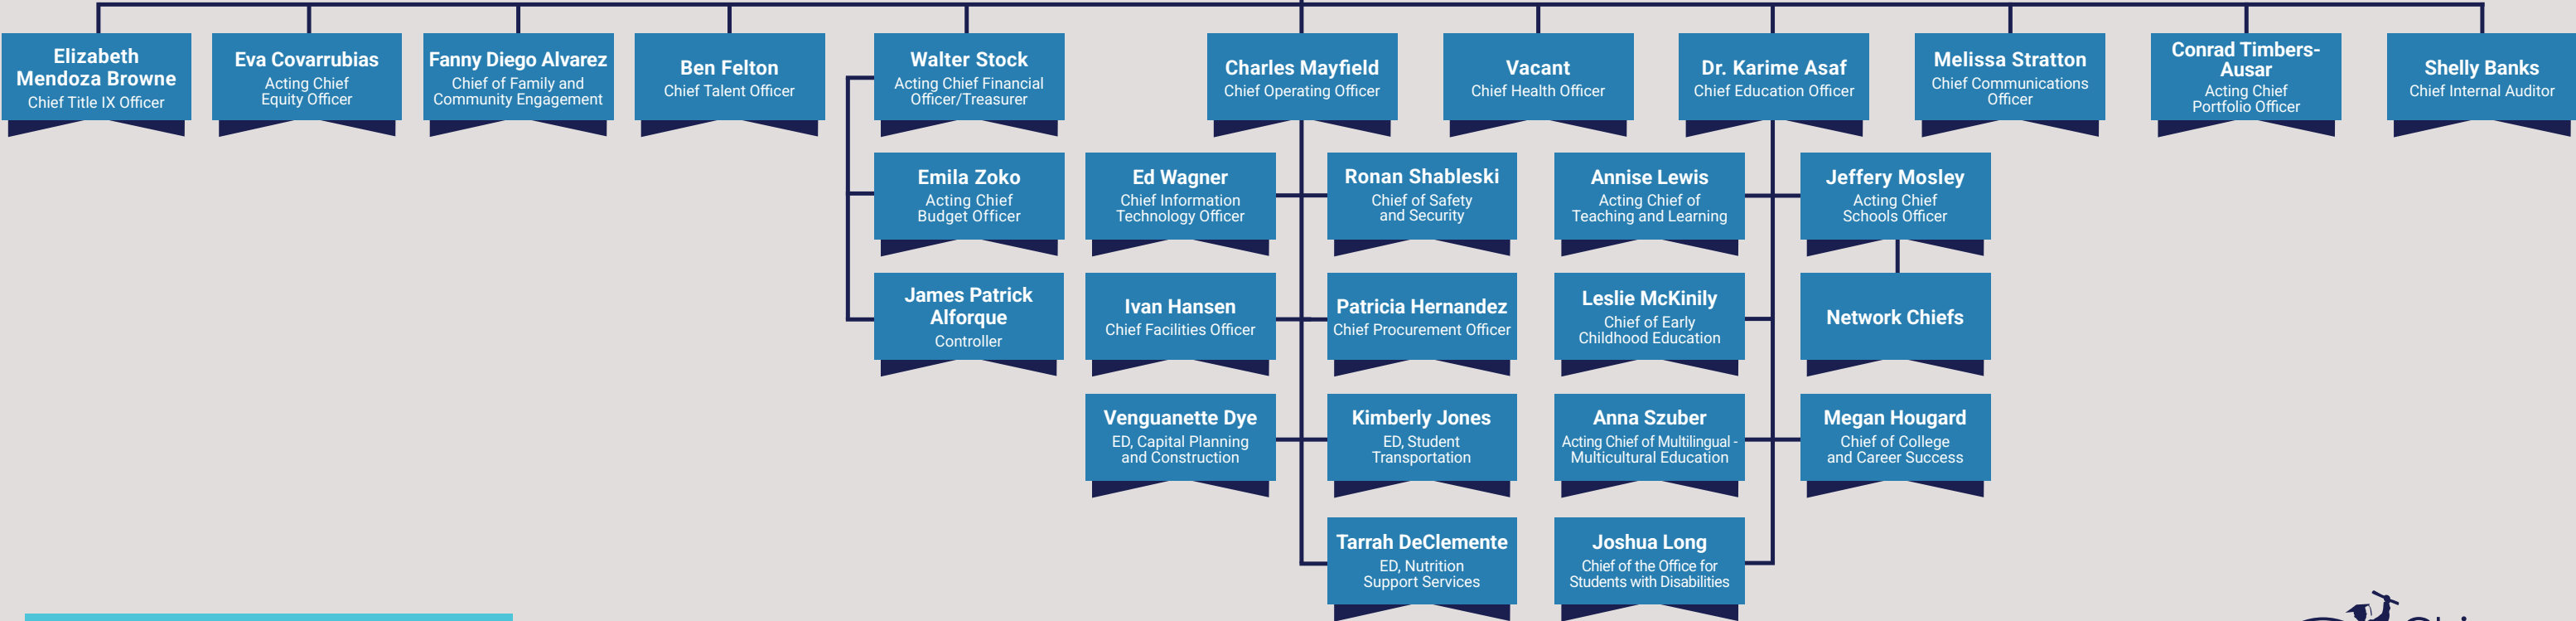 Elizabeth
Mendoza Browne
Chief Title IX Officer
Eva Covarrubias
Acting Chief
Equity Officer
Fanny Diego Alvarez
Chief of Family and
Community Engagement
Ben Felton
Chief Talent Officer
Walter Stock
Acting Chief Financial
Officer/Treasurer
Charles Mayfield
Chief Operating Officer
Vacant
Chief Health Officer
Dr. Karime Asaf
Chief Education Officer
Melissa Stratton
Chief Communications
Officer
Conrad Timbers-
Ausar
Acting Chief
Portfolio Officer
Shelly Banks
Chief Internal Auditor
Emila Zoko
Acting Chief
Budget Officer
Ed Wagner
Chief Information
Technology Officer
Ronan Shableski
Chief of Safety
and Security
Annise Lewis
Acting Chief of
Teaching and Learning
Jeffery Mosley
Acting Chief
Schools Officer
James Patrick
Alforque
Controller
Ivan Hansen
Chief Facilities Officer
Patricia Hernandez
Chief Procurement Officer
Leslie McKinily
Chief of Early
Childhood Education
Network Chiefs
Venguanette Dye
ED, Capital Planning
and Construction
Kimberly Jones
ED, Student
Transportation
Anna Szuber
Acting Chief of Multilingual -
Multicultural Education
Megan Hougard
Chief of College
and Career Success
Tarrah DeClemente
ED, Nutrition
Support Services
Joshua Long
Chief of the Office for
Students with Disabilities